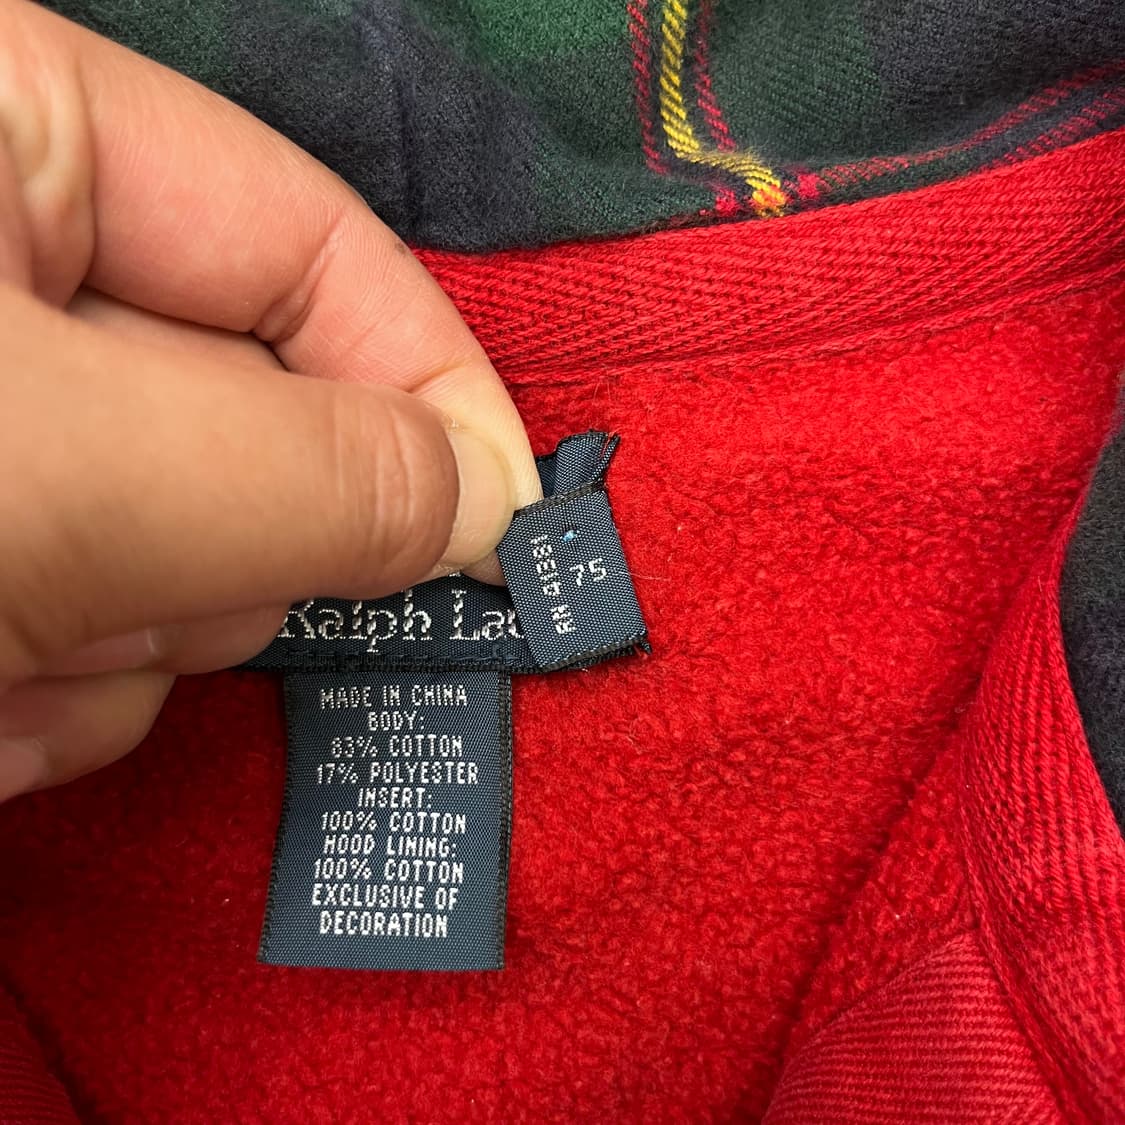 Ralph La
MADE IN CHINA
BODY:
83% COTTON
17% POLYESTER
INSERT:
100% COTTON
HOOD LINING:
100% COTTON
EXCLUSIVE OF
DECORATION
75
RN 91381